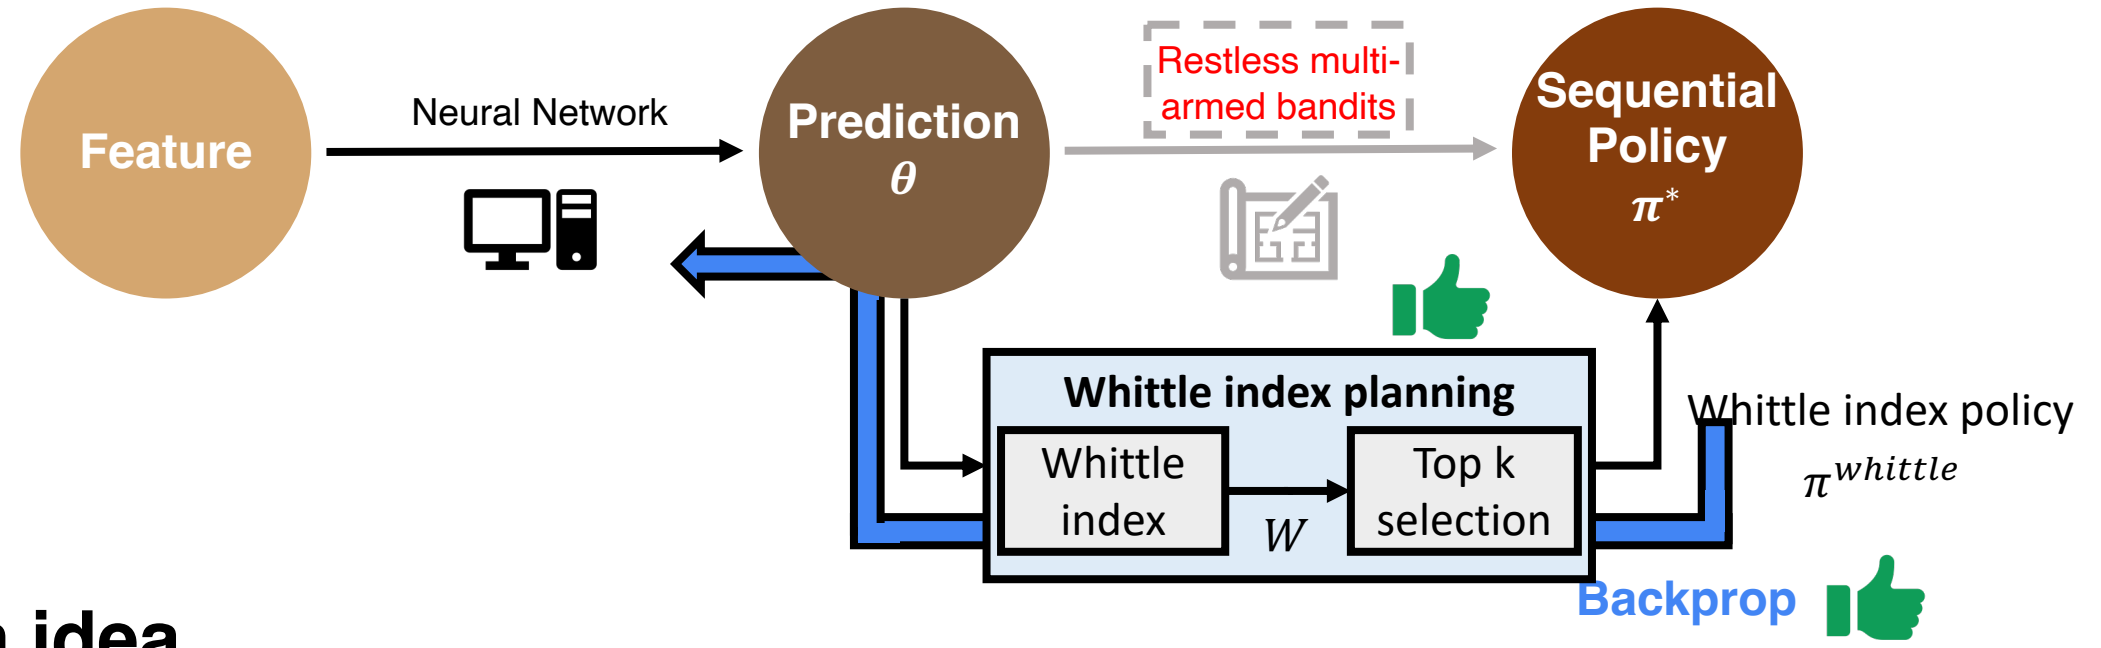 Feature
Neural Network
Prediction
θ
Restless multi-
armed bandits
Sequential
Policy
π*
Whittle index planning
Whittle
index
W
Top k
selection
Whittle index policy
π^whittle
Backprop
idea